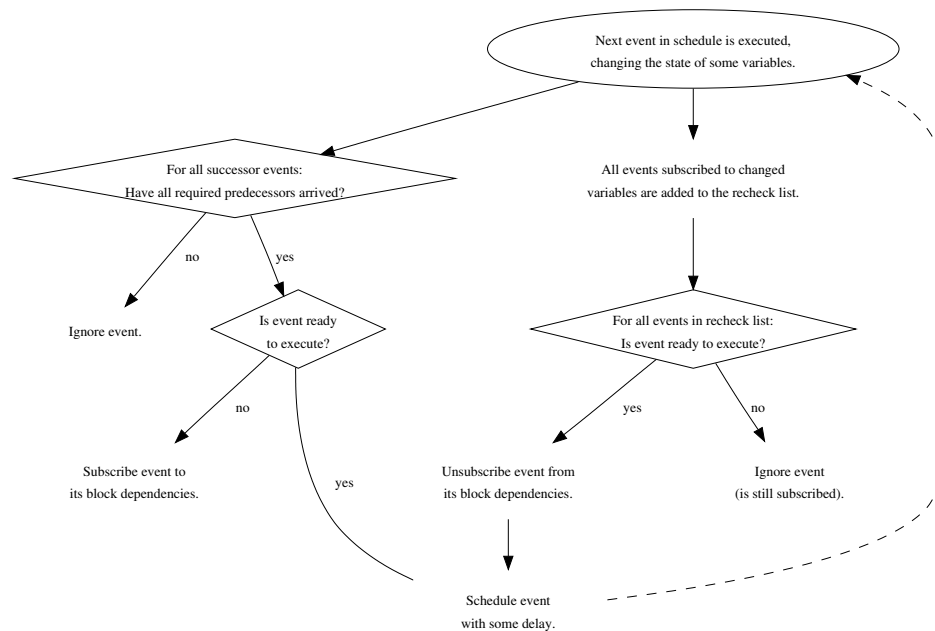 Next event in schedule is executed,
changing the state of some variables.
For all successor events:
Have all required predecessors arrived?
All events subscribed to changed
variables are added to the recheck list.
no
yes
Ignore event.
Is event ready
to execute?
For all events in recheck list:
Is event ready to execute?
no
yes
no
Subscribe event to
its block dependencies.
yes
Unsubscribe event from
its block dependencies.
Ignore event
(is still subscribed).
Schedule event
with some delay.